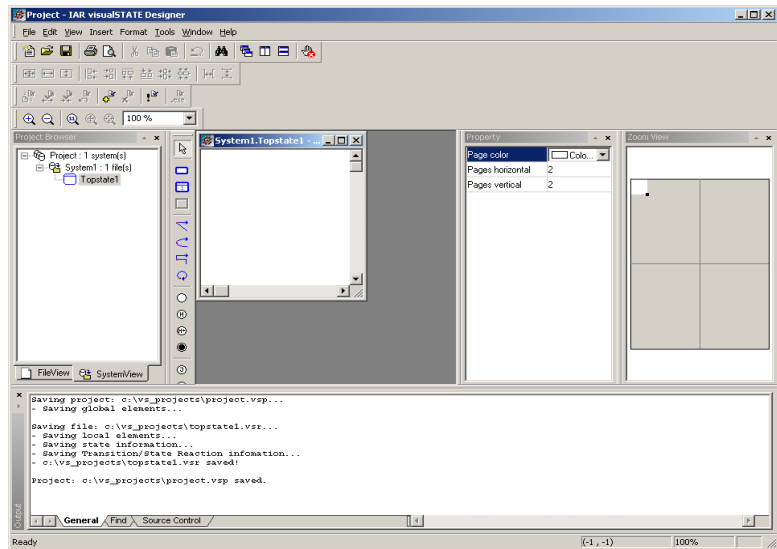 Project - IAR visualSTATE Designer
File Edit View Insert Format Tools Window Help
100 %
Project Browser
Project : 1 system(s)
System1 : 1 file(s)
Topstate1
FileView
SystemView
System1.Topstate1 - ...
Property
Page color Colo...
Pages horizontal 2
Pages vertical 2
Zoom View
Saving project: c:\vs_projects\project.vsp...
- Saving global elements...
Saving file: c:\vs_projects\topstate1.vsr...
- Saving local elements...
- Saving state information...
- Saving Transition/State Reaction infomation...
- c:\vs_projects\topstate1.vsr saved!
Project: c:\vs_projects\project.vsp saved.
Output
General Find Source Control
Ready
(-1 , -1)
100%